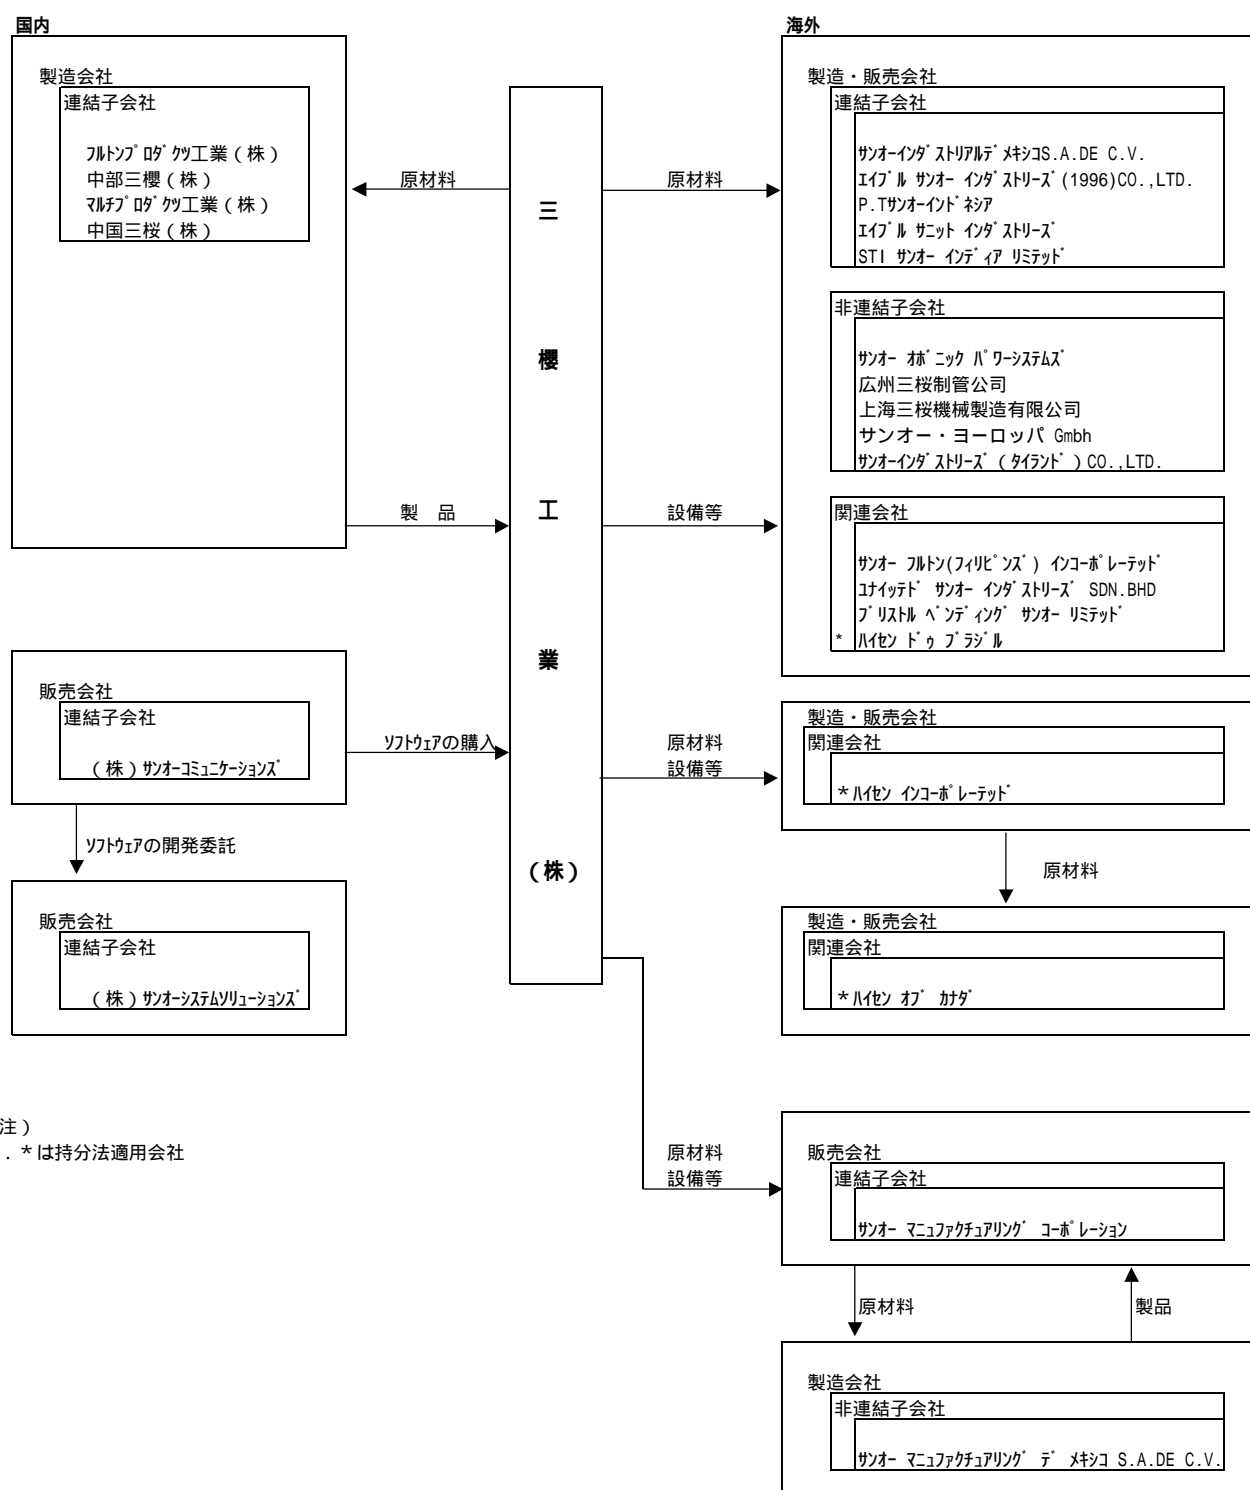 国内
製造会社
連結子会社
フルトンプロダクツ工業（株）
中部三櫻（株）
マルチプロダクツ工業（株）
中国三桜（株）
原材料
製　品
販売会社
連結子会社
（株）サンオーコミュニケーションズ
ソフトウェアの購入
ソフトウェアの開発委託
販売会社
連結子会社
（株）サンオーシステムソリューションズ
注）
．＊は持分法適用会社
三
櫻
工
業
（株）
海外
製造・販売会社
連結子会社
サンオーインダストリアルデメキシコS.A.DE C.V.
エイブル サンオー インダストリーズ(1996)CO.,LTD.
P.Tサンオーインドネシア
エイブル サニット インダストリーズ
STI サンオー インディア リミテッド
原材料
非連結子会社
サンオー オボニック パワーシステムズ
広州三桜制管公司
上海三桜機械製造有限公司
サンオー・ヨーロッパ Gmbh
サンオーインダストリーズ（タイランド）CO.,LTD.
設備等
関連会社
サンオー フルトン(フィリピンズ) インコーポレーテッド
ユナイッテド サンオー インダストリーズ SDN.BHD
ブリストル ベンディング サンオー リミテッド
* ハイセン ドゥ ブラジル
製造・販売会社
関連会社
＊ハイセン インコーポレーテッド
原材料
設備等
原材料
製造・販売会社
関連会社
＊ハイセン オブ カナダ
原材料
設備等
販売会社
連結子会社
サンオー マニュファクチュアリング コーポレーション
原材料
製品
製造会社
非連結子会社
サンオー マニュファクチュアリング デ メキシコ S.A.DE C.V.